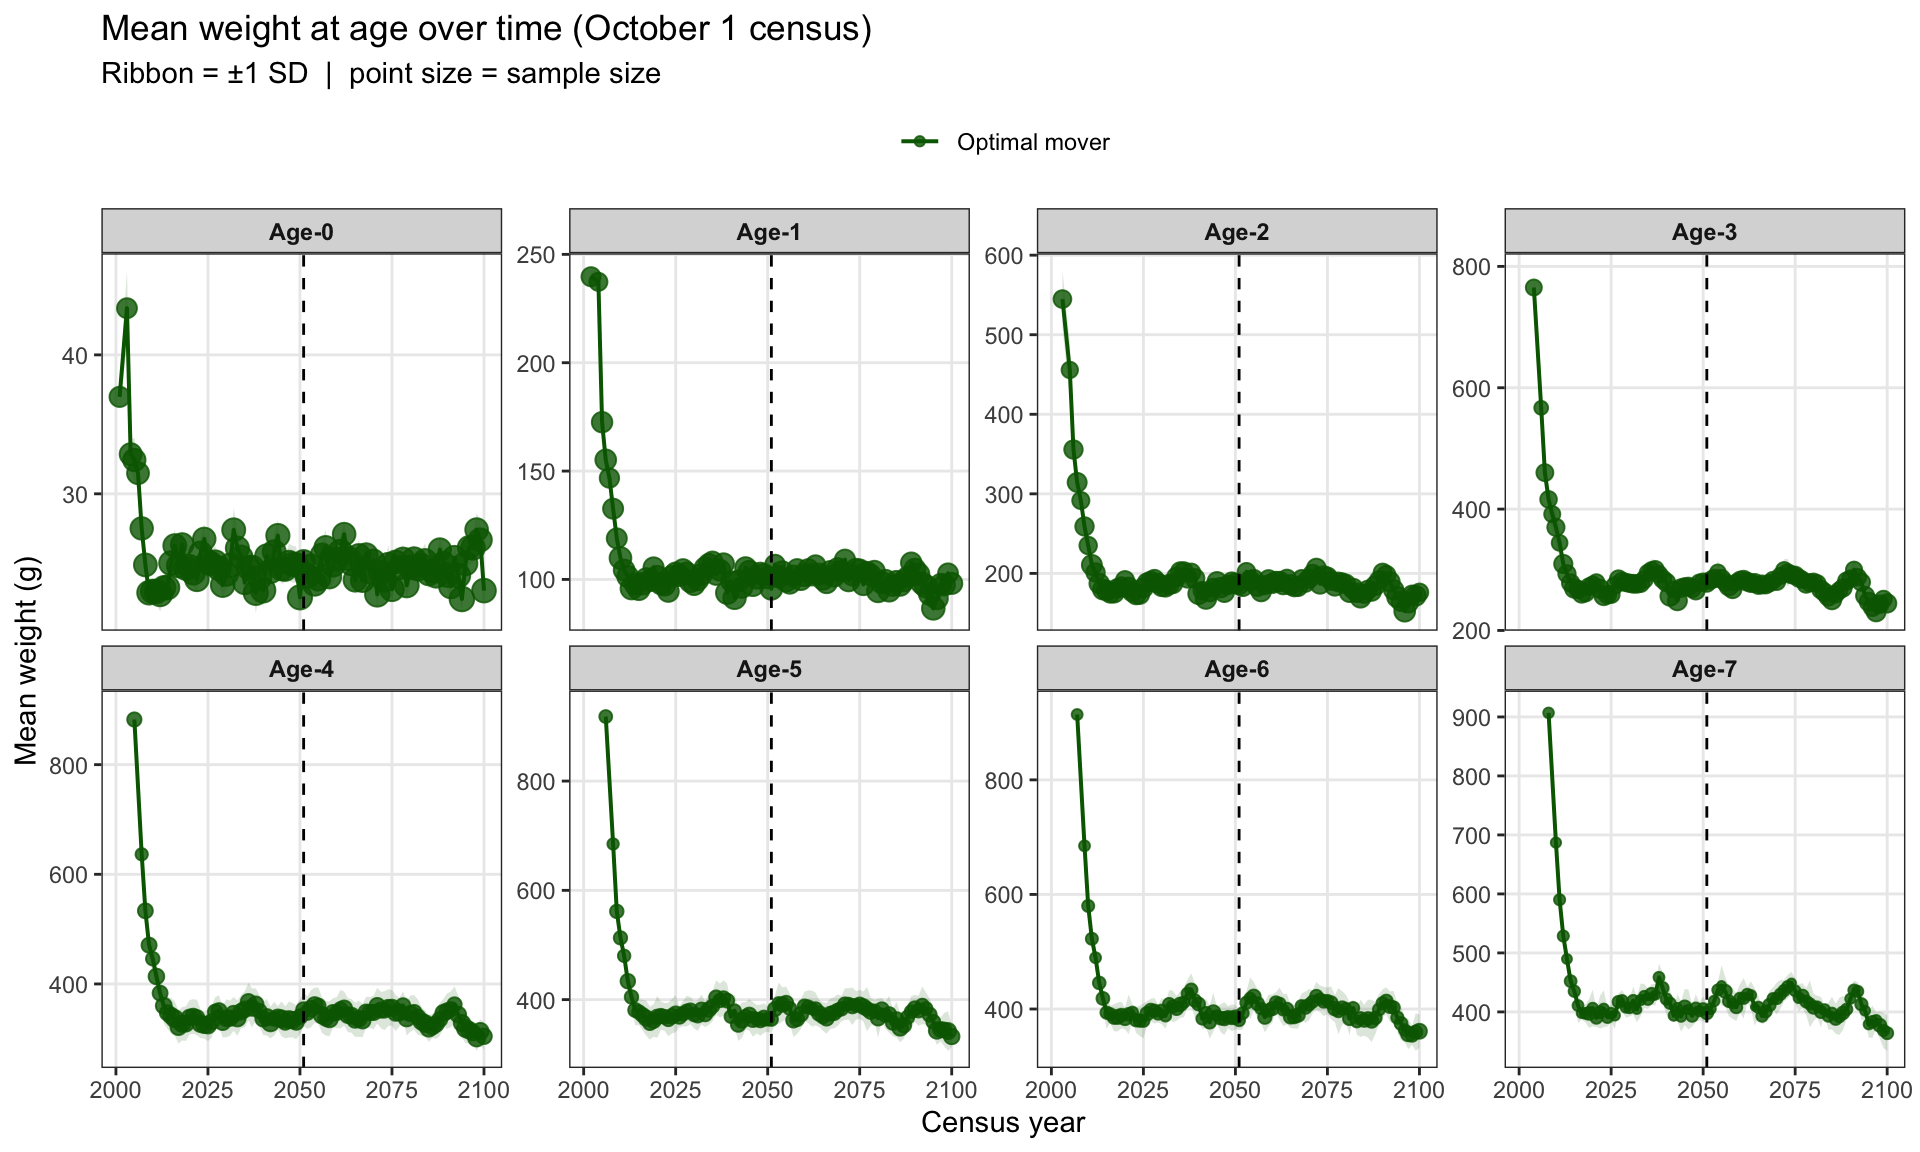 Mean weight at age over time (October 1 census)
Ribbon = ±1 SD | point size = sample size
Optimal mover
Age-0
Age-1
Age-2
Age-3
40
30
250
200
150
100
600
500
400
300
200
800
600
400
200
Mean weight (g)
Age-4
Age-5
Age-6
Age-7
800
600
400
800
600
400
800
600
400
900
800
700
600
500
400
2000 2025 2050 2075 2100
2000 2025 2050 2075 2100
2000 2025 2050 2075 2100
2000 2025 2050 2075 2100
Census year